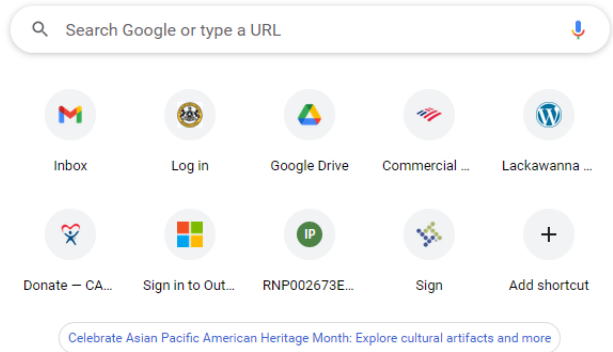 Search Google or type a URL
Inbox
Log in
Google Drive
Commercial ...
Lackawanna ...
IP
Donate — CA...
Sign in to Out...
RNP002673E...
Sign
Add shortcut
Celebrate Asian Pacific American Heritage Month: Explore cultural artifacts and more